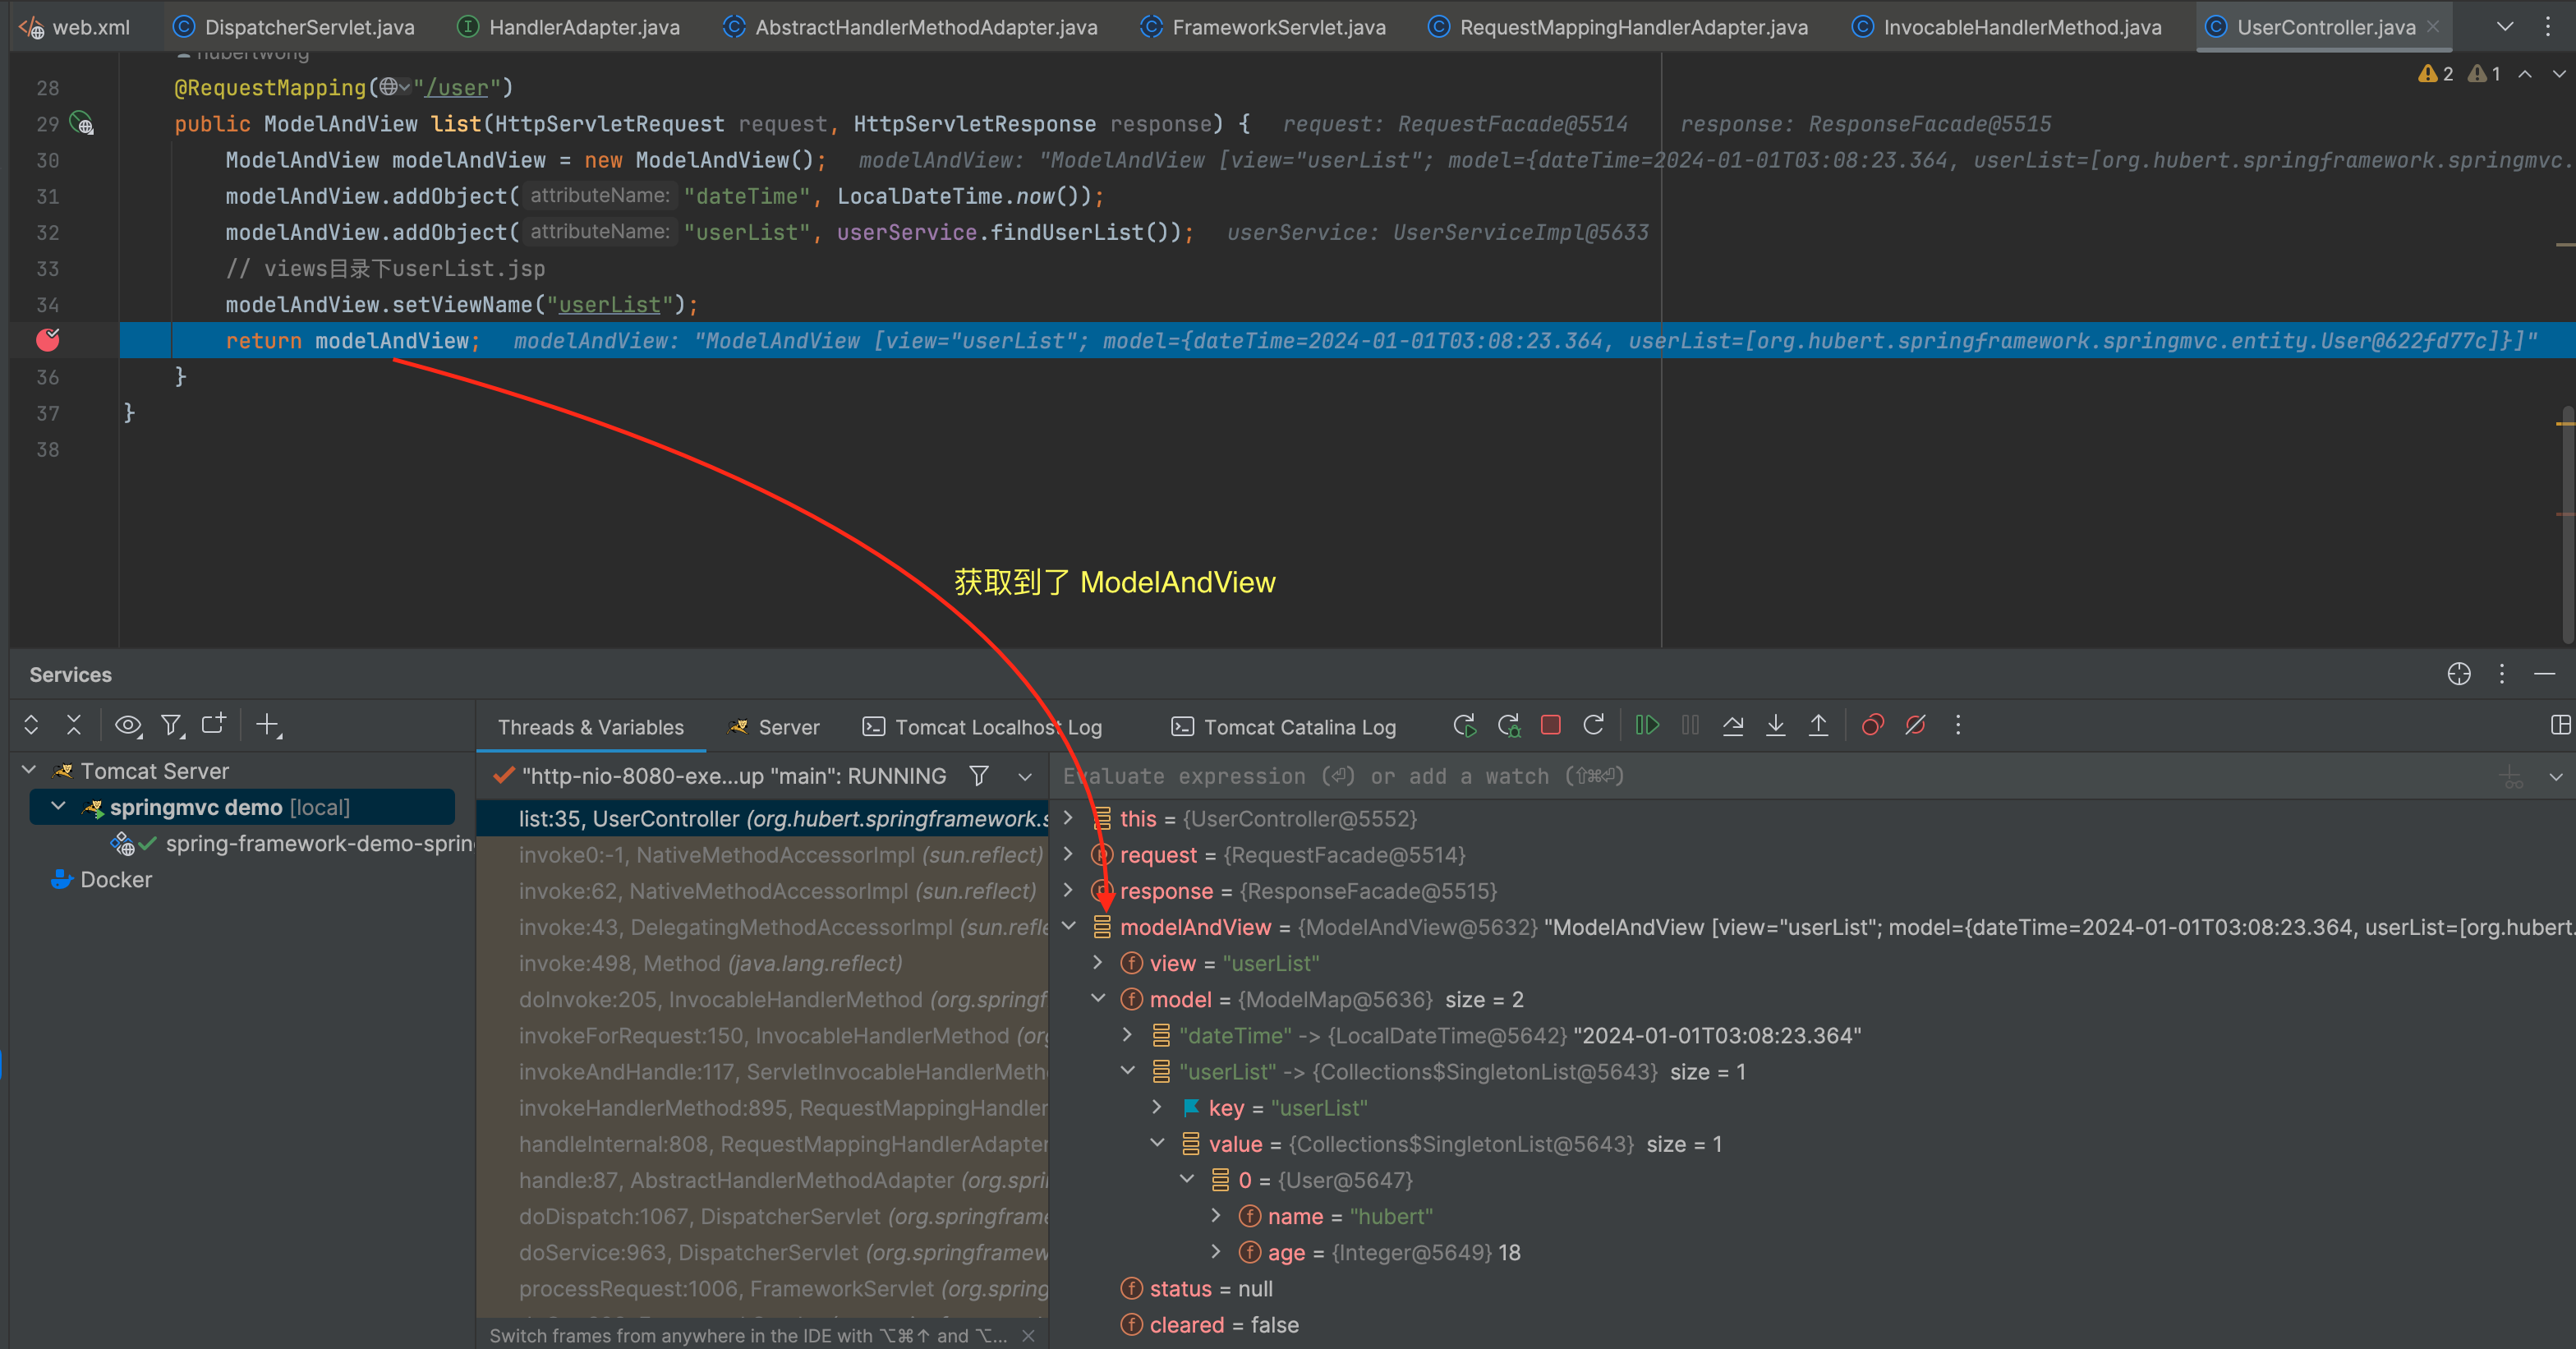 web.xml
DispatcherServlet.java
HandlerAdapter.java
AbstractHandlerMethodAdapter.java
FrameworkServlet.java
RequestMappingHandlerAdapter.java
InvocableHandlerMethod.java
UserController.java
hubertwong
2 1
28 @RequestMapping("/user")
29 public ModelAndView list(HttpServletRequest request, HttpServletResponse response) { request: RequestFacade@5514 response: ResponseFacade@5515
30 ModelAndView modelAndView = new ModelAndView(); modelAndView: "ModelAndView [view="userList"; model={dateTime=2024-01-01T03:08:23.364, userList=[org.hubert.springframework.springmvc.
31 modelAndView.addObject( attributeName: "dateTime", LocalDateTime.now());
32 modelAndView.addObject( attributeName: "userList", userService.findUserList()); userService: UserServiceImpl@5633
33 // views目录下userList.jsp
34 modelAndView.setViewName("userList");
return modelAndView; modelAndView: "ModelAndView [view="userList"; model={dateTime=2024-01-01T03:08:23.364, userList=[org.hubert.springframework.springmvc.entity.User@622fd77c]}]"
36 }
37 }
38
获取到了 ModelAndView
Services
Threads & Variables
Server
Tomcat Localhost Log
Tomcat Catalina Log
Tomcat Server
springmvc demo [local]
spring-framework-demo-sprin
Docker
"http-nio-8080-exe...up "main": RUNNING
list:35, UserController (org.hubert.springframework.s
invoke0:-1, NativeMethodAccessorImpl (sun.reflect)
invoke:62, NativeMethodAccessorImpl (sun.reflect)
invoke:43, DelegatingMethodAccessorImpl (sun.refle
invoke:498, Method (java.lang.reflect)
doInvoke:205, InvocableHandlerMethod (org.springf
invokeForRequest:150, InvocableHandlerMethod (org
invokeAndHandle:117, ServletInvocableHandlerMeth
invokeHandlerMethod:895, RequestMappingHandler
handleInternal:808, RequestMappingHandlerAdapter
handle:87, AbstractHandlerMethodAdapter (org.spri
doDispatch:1067, DispatcherServlet (org.springframe
doService:963, DispatcherServlet (org.springframew
processRequest:1006, FrameworkServlet (org.spring
Switch frames from anywhere in the IDE with ⌥⌘↑ and ⌥...
Evaluate expression (⏎) or add a watch (⇧⌘⏎)
this = {UserController@5552}
request = {RequestFacade@5514}
response = {ResponseFacade@5515}
modelAndView = {ModelAndView@5632} "ModelAndView [view="userList"; model={dateTime=2024-01-01T03:08:23.364, userList=[org.hubert.
view = "userList"
model = {ModelMap@5636} size = 2
"dateTime" -> {LocalDateTime@5642} "2024-01-01T03:08:23.364"
"userList" -> {Collections$SingletonList@5643} size = 1
key = "userList"
value = {Collections$SingletonList@5643} size = 1
0 = {User@5647}
name = "hubert"
age = {Integer@5649} 18
status = null
cleared = false